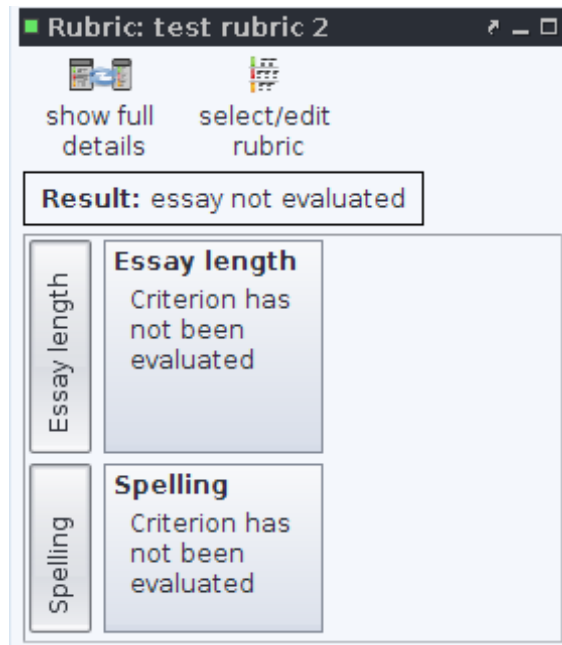 Rubric: test rubric 2
show full
details
select/edit
rubric
Result: essay not evaluated
Essay length
Essay length
Criterion has
not been
evaluated
Spelling
Spelling
Criterion has
not been
evaluated